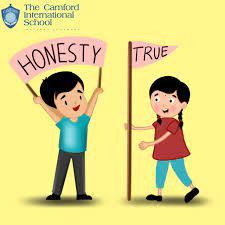 The Camford
International
School
HONESTY
TRUE